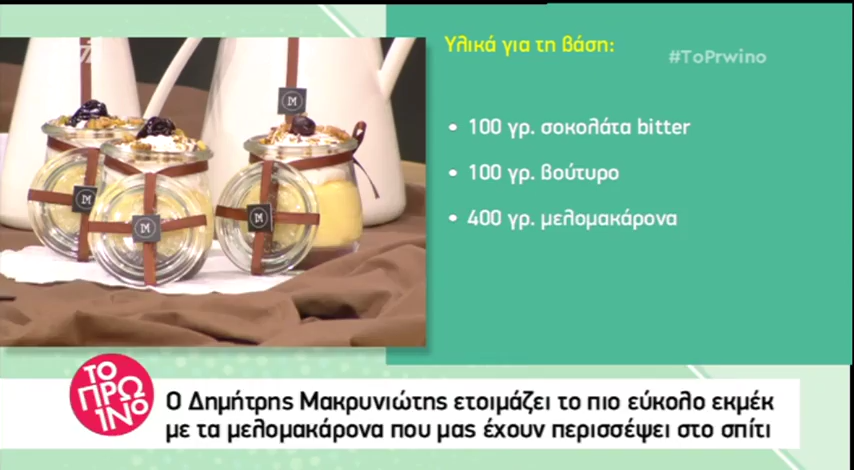 Υλικά για τη βάση:
#ToPrwino
• 100 γρ. σοκολάτα bitter
• 100 γρ. βούτυρο
• 400 γρ. μελομακάρονα
M
M
M
M
ΤΟ
ΠΡΩ
ΙΝΟ
Ο Δημήτρης Μακρυνιώτης ετοιμάζει το πιο εύκολο εκμέκ
με τα μελομακάρονα που μας έχουν περισσέψει στο σπίτι